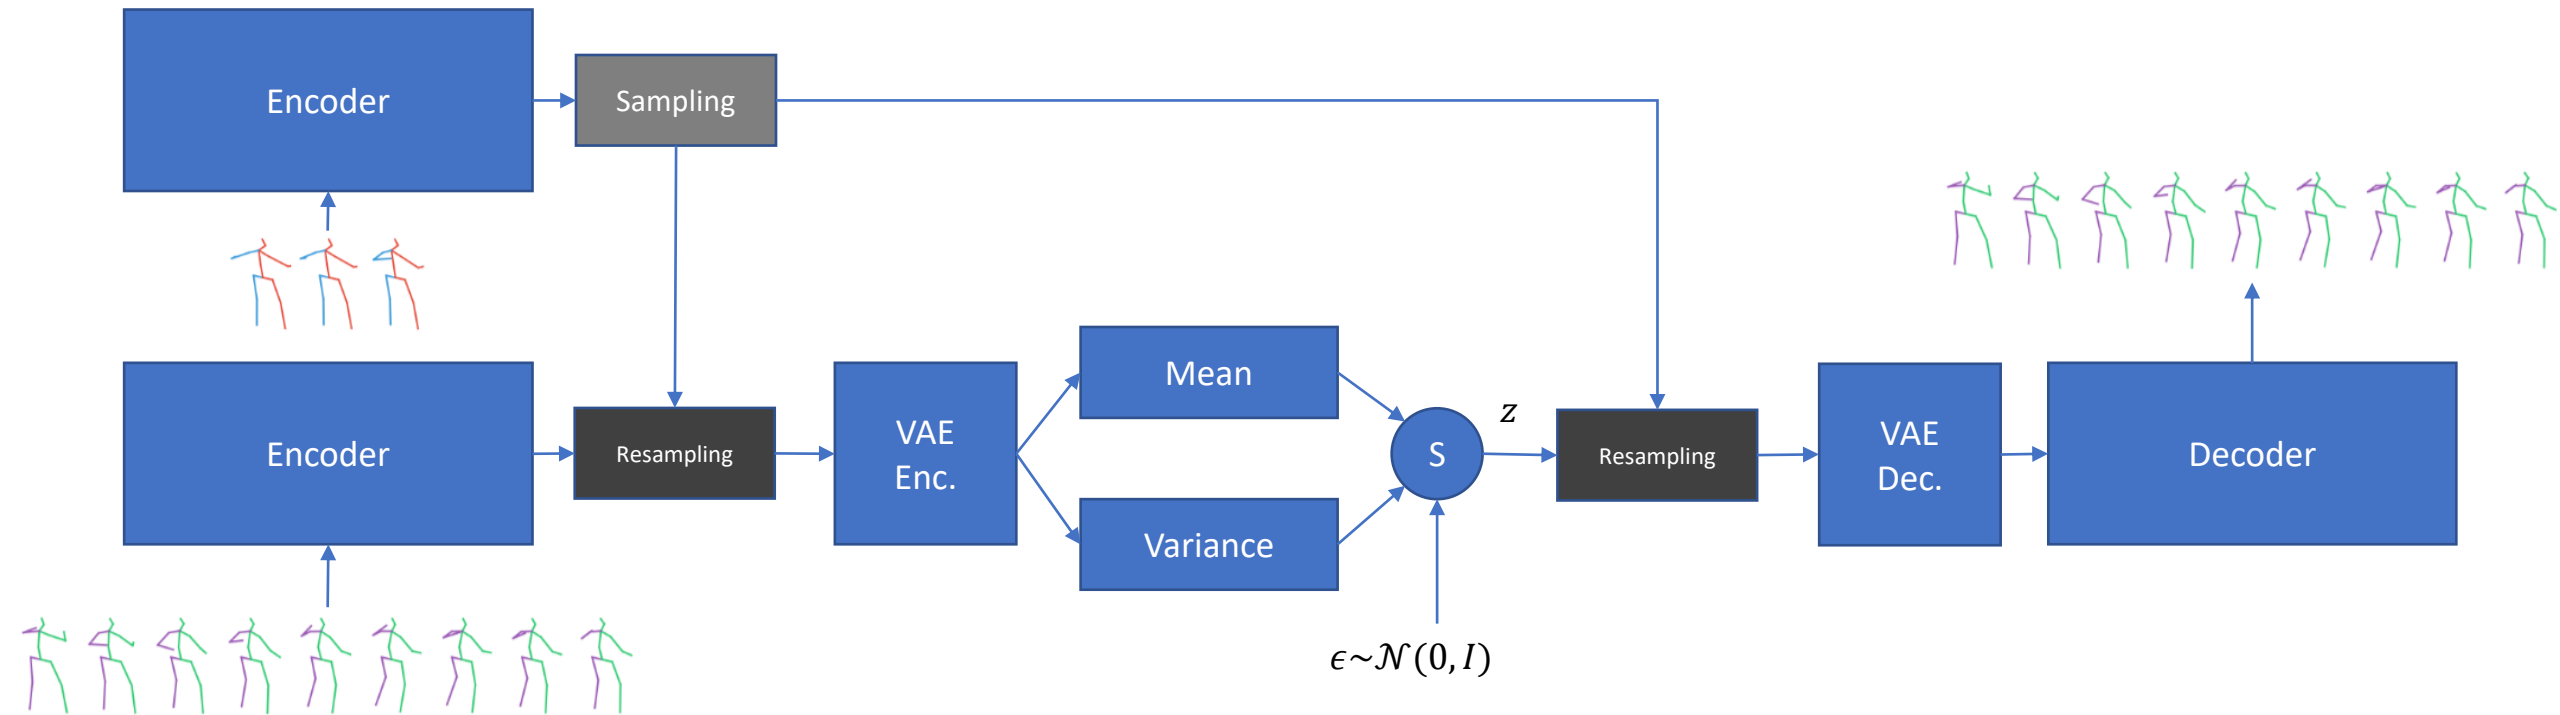 Encoder
Sampling
Encoder
Resampling
VAE
Enc.
Mean
Variance
S
z
ϵ~𝒩(0, I)
Resampling
VAE
Dec.
Decoder